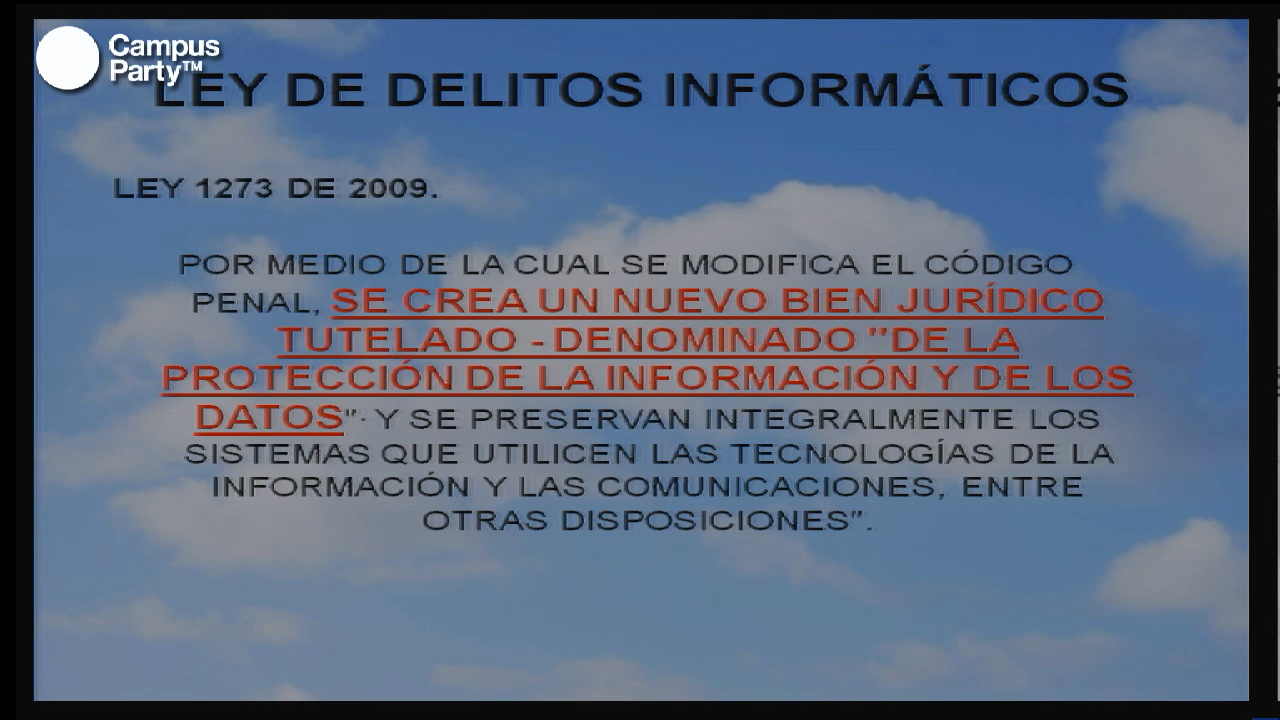 Campus
Party™
LEY DE DELITOS INFORMÁTICOS
LEY 1273 DE 2009.
POR MEDIO DE LA CUAL SE MODIFICA EL CÓDIGO
PENAL, SE CREA UN NUEVO BIEN JURÍDICO
TUTELADO - DENOMINADO "DE LA
PROTECCIÓN DE LA INFORMACIÓN Y DE LOS
DATOS"· Y SE PRESERVAN INTEGRALMENTE LOS
SISTEMAS QUE UTILICEN LAS TECNOLOGÍAS DE LA
INFORMACIÓN Y LAS COMUNICACIONES, ENTRE
OTRAS DISPOSICIONES".